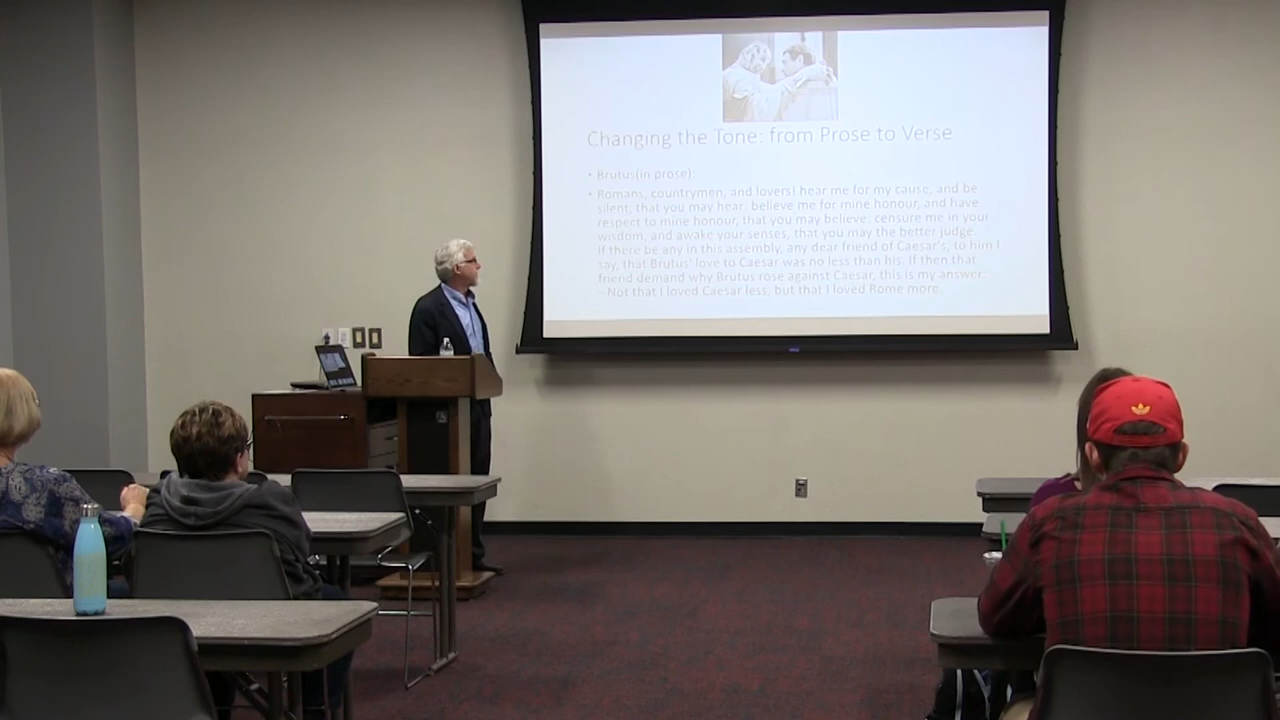 Changing the Tone: from Prose to Verse
• Brutus(in prose):
• Romans, countrymen, and lovers! hear me for my cause, and be
silent, that you may hear: believe me for mine honour, and have
respect to mine honour, that you may believe: censure me in your
wisdom, and awake your senses, that you may the better judge.
If there be any in this assembly, any dear friend of Caesar's, to him I
say, that Brutus' love to Caesar was no less than his. If then that
friend demand why Brutus rose against Caesar, this is my answer:
--Not that I loved Caesar less, but that I loved Rome more.